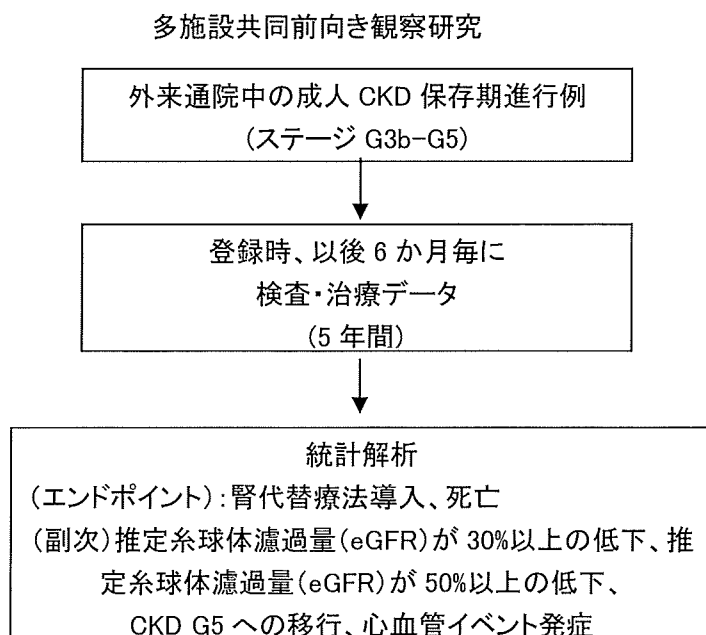 多施設共同前向き観察研究
外来通院中の成人 CKD 保存期進行例
(ステージ G3b-G5)
登録時、以後 6 か月毎に
検査・治療データ
(5 年間)
統計解析
(エンドポイント):腎代替療法導入、死亡
(副次)推定糸球体濾過量(eGFR)が 30%以上の低下、推
定糸球体濾過量(eGFR)が 50%以上の低下、
CKD G5 への移行、心血管イベント発症